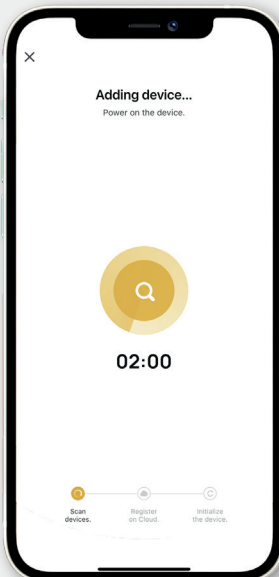 Adding device...
Power on the device.
02:00
Scan
devices.
Register
on Cloud.
Initialize
the device.